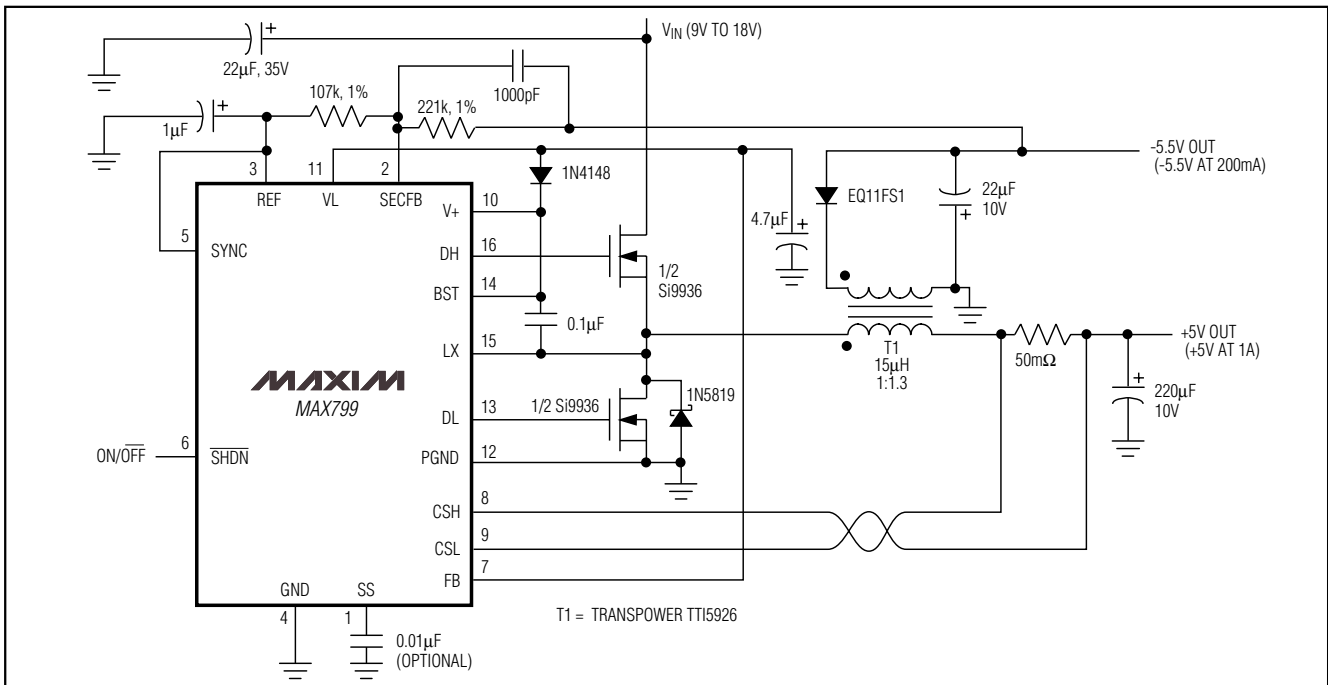 V_IN (9V TO 18V)
22µF, 35V
107k, 1%
1000pF
221k, 1%
1µF
-5.5V OUT
(-5.5V AT 200mA)
3
11
2
1N4148
REF
VL
SECFB
EQ11FS1
22µF
10V
4.7µF
V+
10
5
SYNC
DH
16
1/2
Si9936
BST
14
0.1µF
LX
15
+5V OUT
(+5V AT 1A)
T1
15µH
1:1.3
50mΩ
MAXIM
MAX799
1N5819
220µF
10V
DL
13
1/2 Si9936
ON/O̅F̅F̅
6
S̅H̅D̅N̅
PGND
12
CSH
8
CSL
9
FB
7
GND
SS
4
1
T1 = TRANSPOWER TTI5926
0.01µF
(OPTIONAL)
+
+
+
+
+